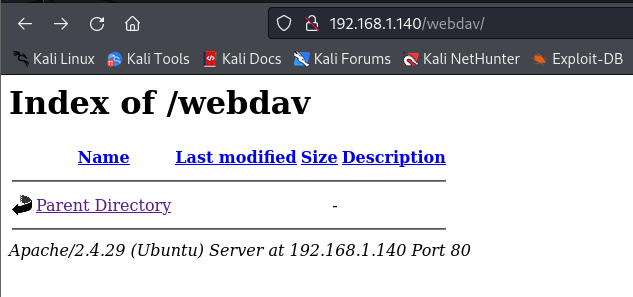 192.168.1.140/webdav/
Kali Linux Kali Tools Kali Docs Kali Forums Kali NetHunter Exploit-DB
Index of /webdav
Name Last modified Size Description
Parent Directory -
Apache/2.4.29 (Ubuntu) Server at 192.168.1.140 Port 80